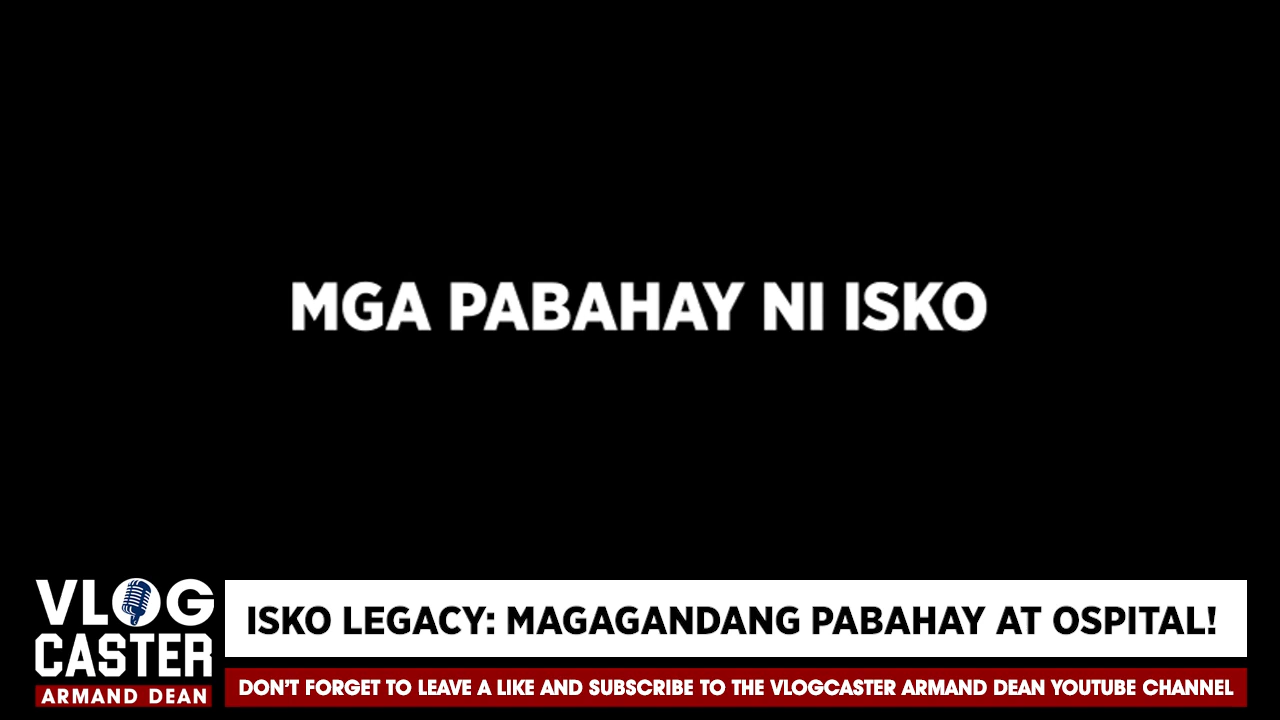 MGA PABAHAY NI ISKO
VLOG
CASTER
ARMAND DEAN
ISKO LEGACY: MAGAGANDANG PABAHAY AT OSPITAL!
DON'T FORGET TO LEAVE A LIKE AND SUBSCRIBE TO THE VLOGCASTER ARMAND DEAN YOUTUBE CHANNEL